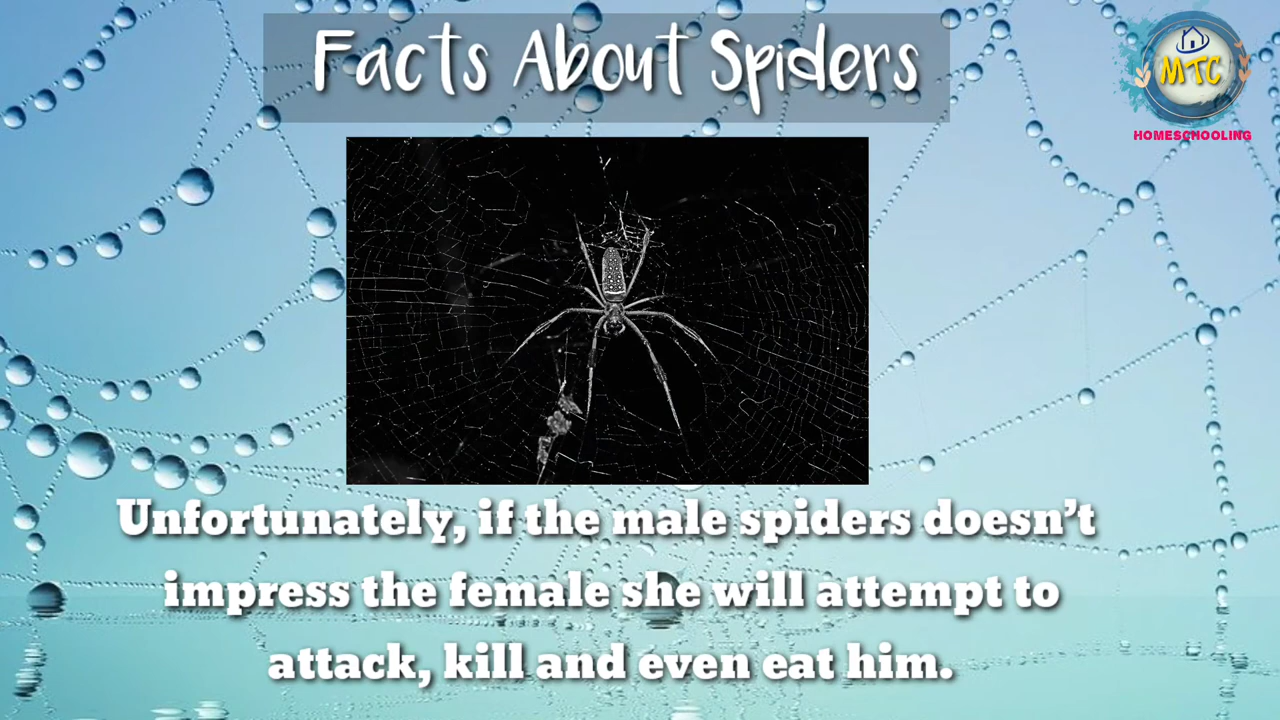 Facts About Spiders
MTC
HOMESCHOOLING
Unfortunately, if the male spiders doesn't
impress the female she will attempt to
attack, kill and even eat him.